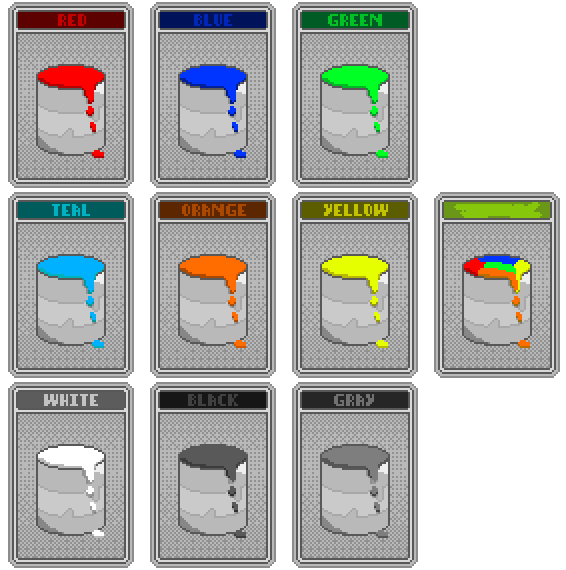 RED
BLUE
GREEN
TEAL
ORANGE
YELLOW
WHITE
BLACK
GRAY